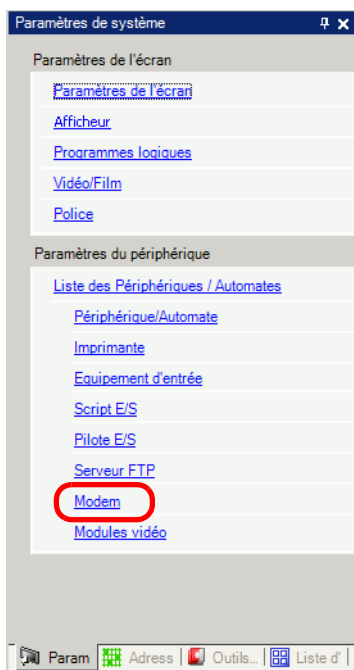 Paramètres de système
Paramètres de l'écran
Paramètres de l'écran
Afficheur
Programmes logiques
Vidéo/Film
Police
Paramètres du périphérique
Liste des Périphériques / Automates
Périphérique/Automate
Imprimante
Equipement d'entrée
Script E/S
Pilote E/S
Serveur FTP
Modem
Modules vidéo
Param Adress Outils... Liste d'